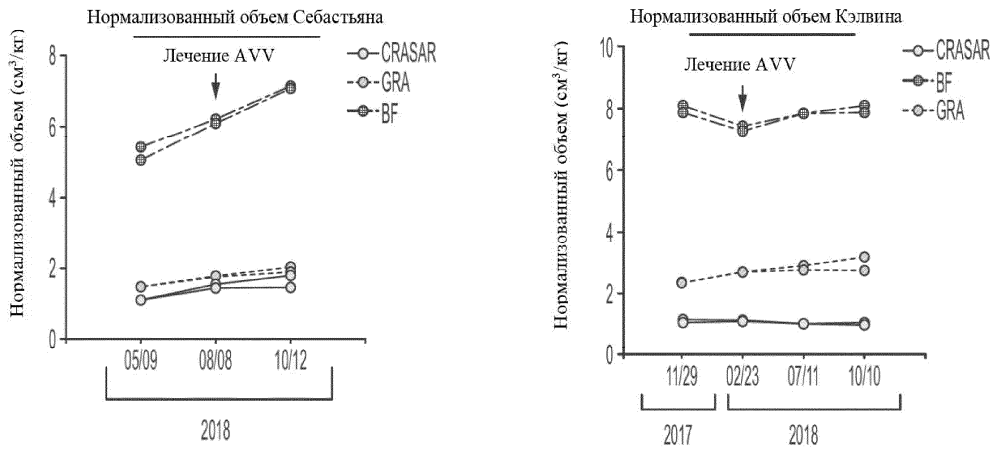 Нормализованный объем Себастьяна
Лечение AVV
CRASAR
GRA
BF
Нормализованный объем (см³/кг)
8
6
4
2
0
05/09 08/08 10/12
2018
Нормализованный объем Кэлвина
Лечение AVV
CRASAR
BF
GRA
Нормализованный объем (см³/кг)
10
8
6
4
2
0
11/29 02/23 07/11 10/10
2017 2018